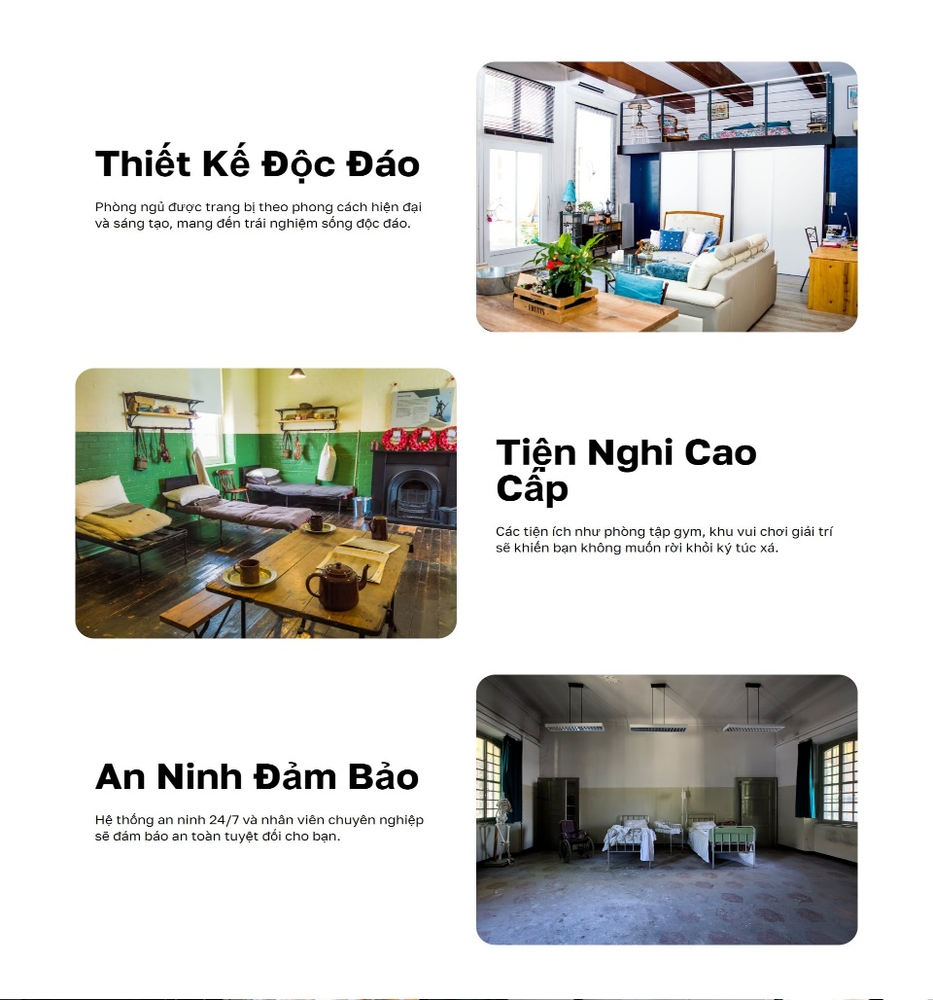 Thiết Kế Độc Đáo
Phòng ngủ được trang bị theo phong cách hiện đại
và sáng tạo, mang đến trải nghiệm sống độc đáo.
FRUITS
Tiện Nghi Cao
Cấp
Các tiện ích như phòng tập gym, khu vui chơi giải trí
sẽ khiến bạn không muốn rời khỏi ký túc xá.
An Ninh Đảm Bảo
Hệ thống an ninh 24/7 và nhân viên chuyên nghiệp
sẽ đảm bảo an toàn tuyệt đối cho bạn.